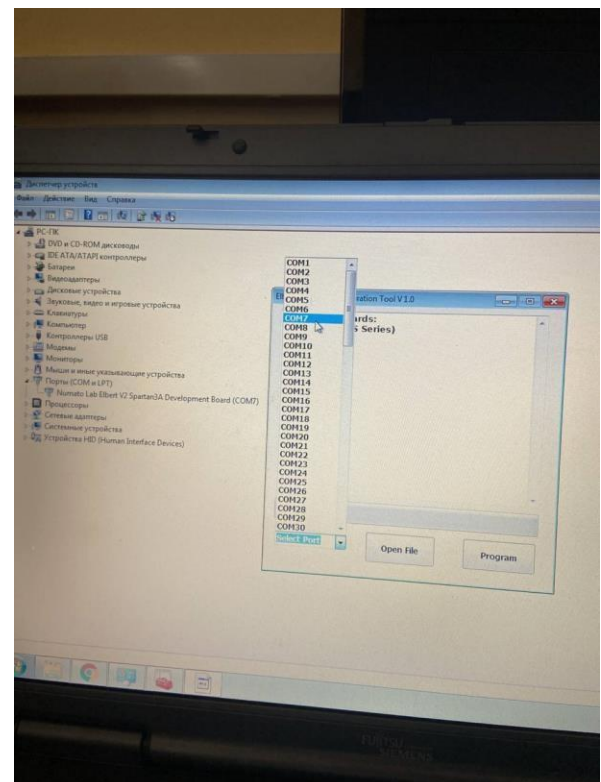 Диспетчер устройств
Файл Действие Вид Справка
PC-ПК
DVD и CD-ROM дисководы
IDE ATA/ATAPI контроллеры
Батареи
Видеоадаптеры
Дисковые устройства
Звуковые, видео и игровые устройства
Клавиатуры
Компьютер
Контроллеры USB
Модемы
Мониторы
Мыши и иные указывающие устройства
Порты (COM и LPT)
Numato Lab Elbert V2 Spartan3A Development Board (COM7)
Процессоры
Сетевые адаптеры
Системные устройства
Устройства HID (Human Interface Devices)
COM1
COM2
COM3
COM4
COM5
COM6
COM7
COM8
COM9
COM10
COM11
COM12
COM13
COM14
COM15
COM16
COM17
COM18
COM19
COM20
COM21
COM22
COM23
COM24
COM25
COM26
COM27
COM28
COM29
COM30
Select Port
El
ration Tool V1.0
ards:
S Series)
Open File
Program
FUJITSU
SIEMENS